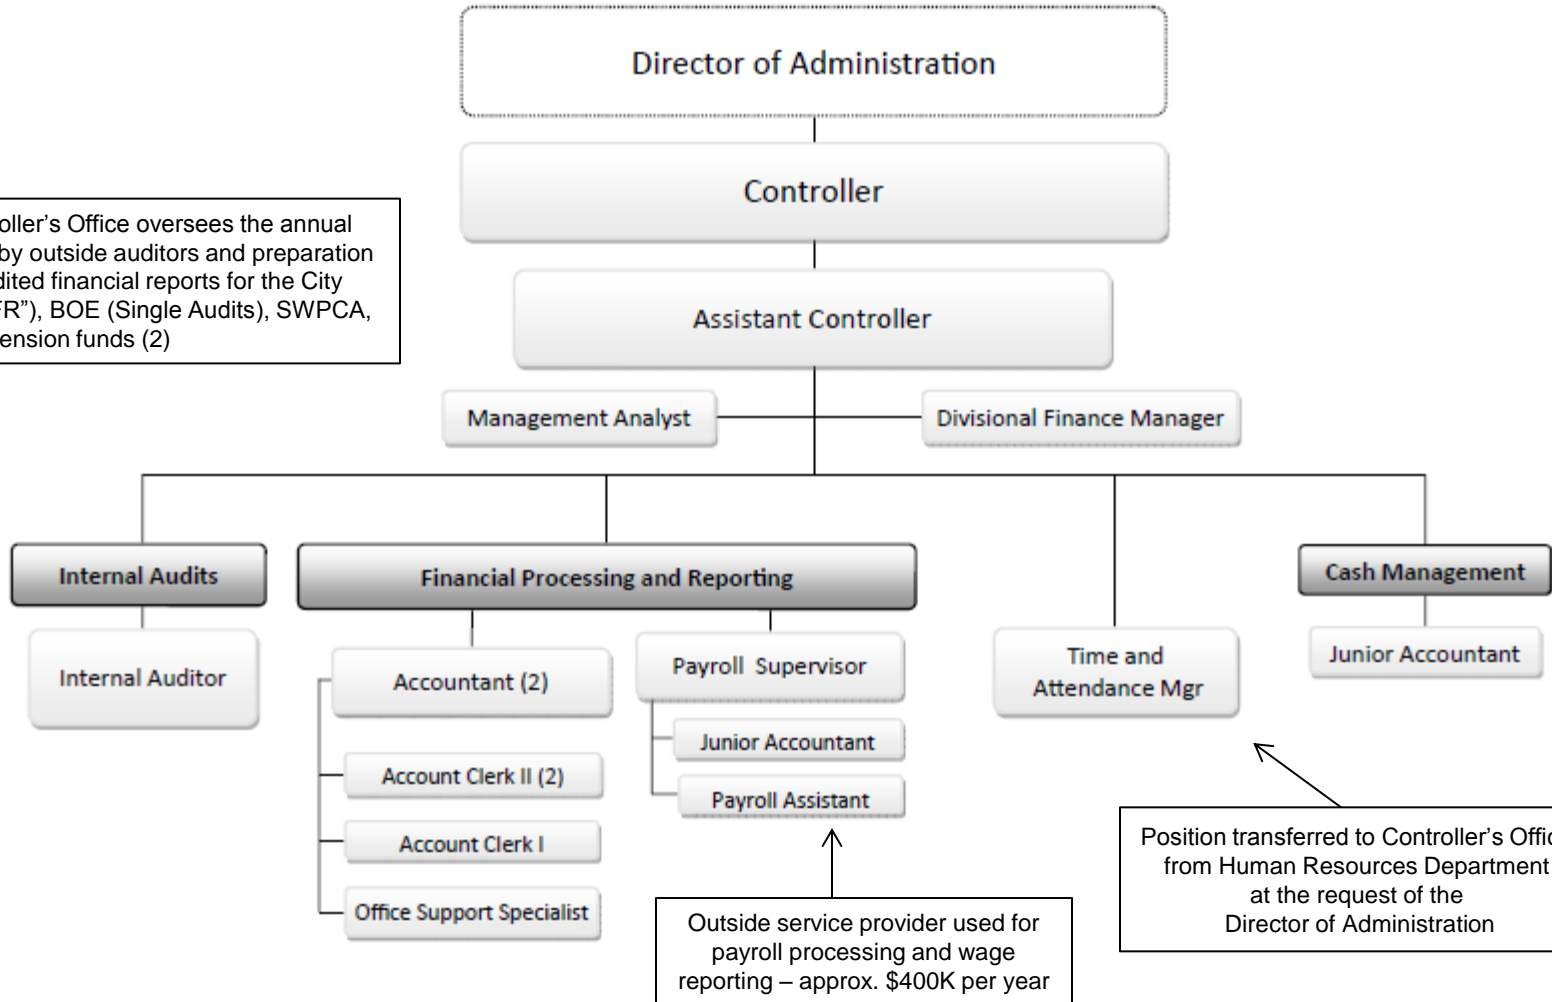 Director of Administration
Controller
oller’s Office oversees the annual
by outside auditors and preparation
dited financial reports for the City
FR”), BOE (Single Audits), SWPCA,
ension funds (2)
Assistant Controller
Management Analyst
Divisional Finance Manager
Internal Audits
Financial Processing and Reporting
Cash Management
Internal Auditor
Accountant (2)
Payroll Supervisor
Time and
Attendance Mgr
Junior Accountant
Junior Accountant
Account Clerk II (2)
Payroll Assistant
Account Clerk I
Office Support Specialist
Outside service provider used for
payroll processing and wage
reporting – approx. $400K per year
Position transferred to Controller’s Offic
from Human Resources Department
at the request of the
Director of Administration